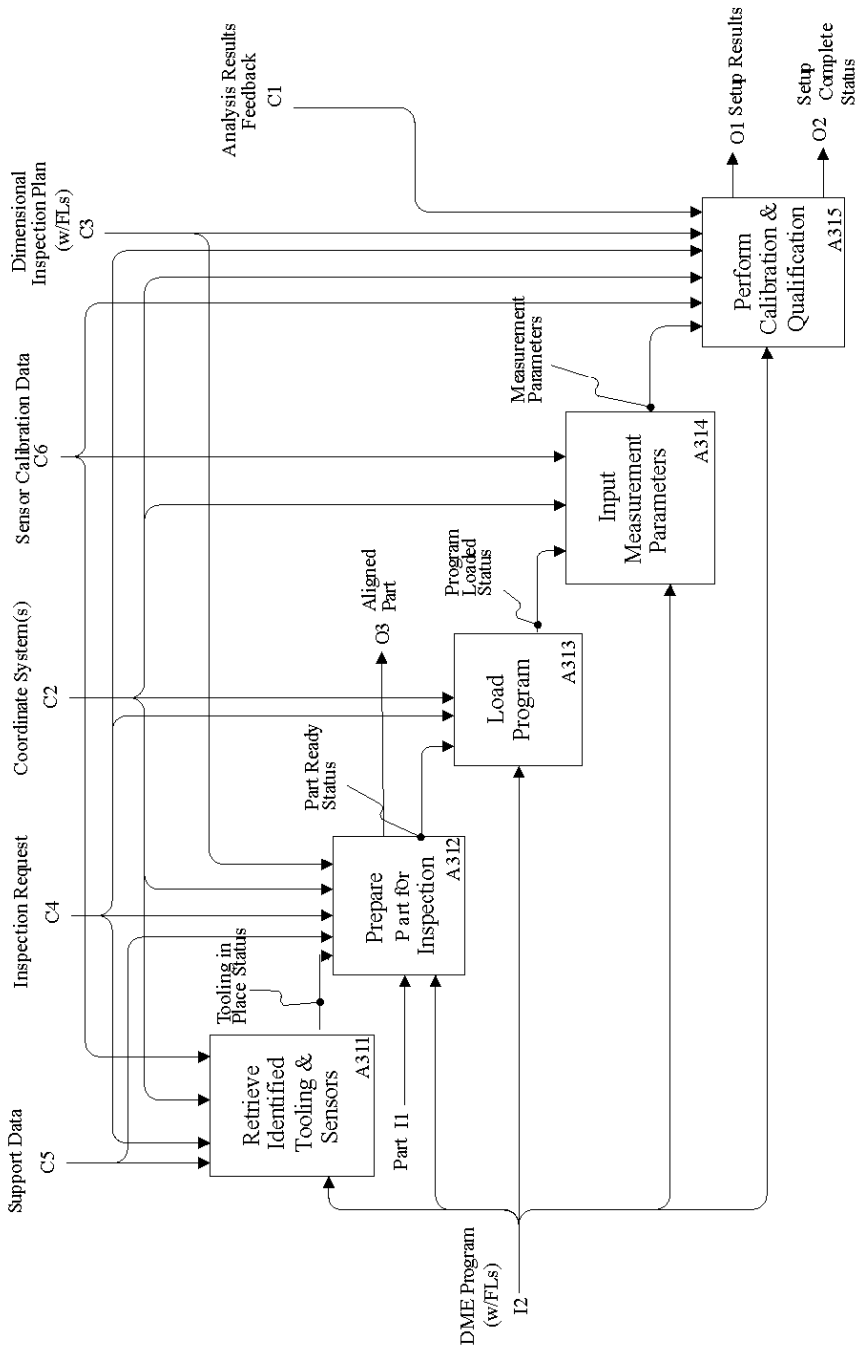 Support Data
C5
Inspection Request
C4
Coordinate System(s)
C2
Sensor Calibration Data
C6
Dimensional
Inspection Plan
(w/FLs)
C3
Analysis Results
Feedback
C1
Retrieve
Identified
Tooling &
Sensors
A311
Tooling in
Place Status
Part I1
Prepare
Part for
Inspection
A312
Part Ready
Status
O3 Aligned
Part
Load
Program
A313
Program
Loaded
Status
Input
Measurement
Parameters
A314
Measurement
Parameters
Perform
Calibration &
Qualification
A315
O1 Setup Results
O2 Setup
Complete
Status
DME Program
(w/FLs)
I2